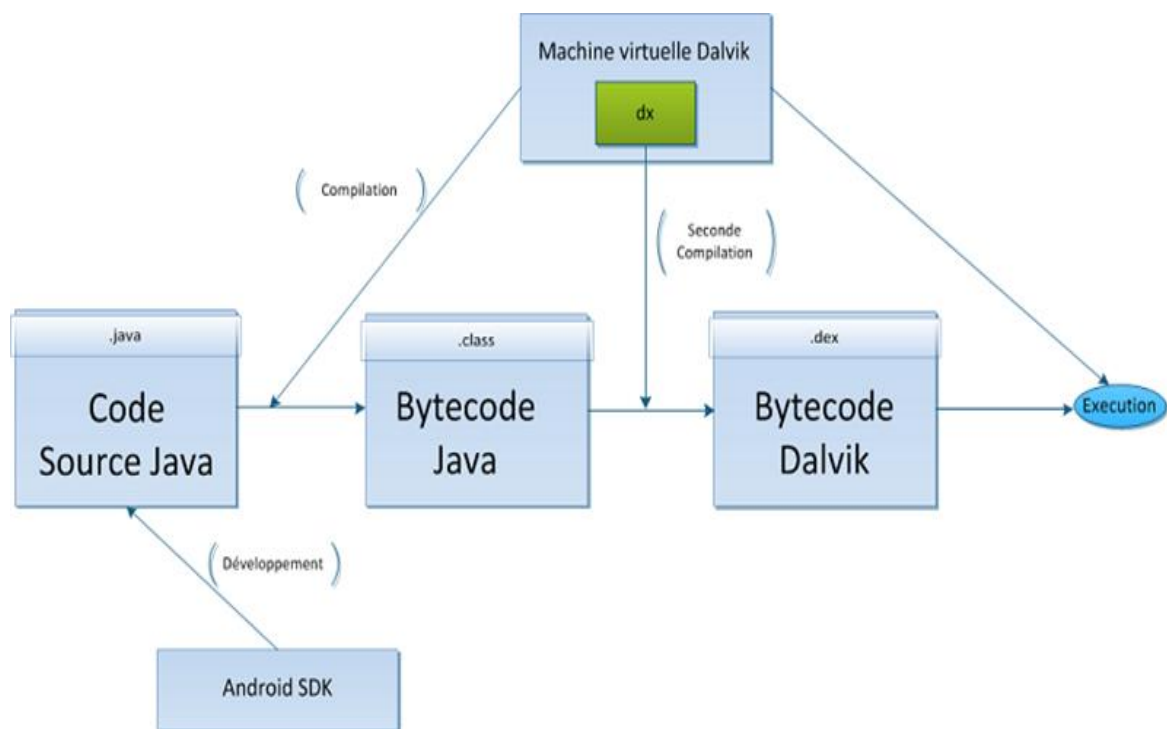 Machine virtuelle Dalvik
dx
Compilation
Seconde
Compilation
.java
Code
Source Java
.class
Bytecode
Java
.dex
Bytecode
Dalvik
Execution
Développement
Android SDK